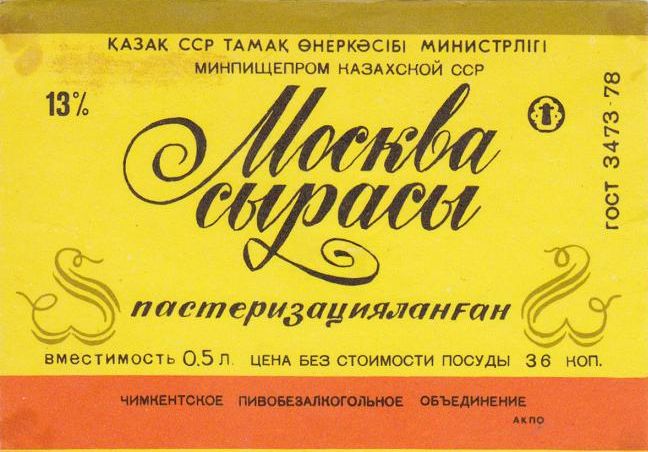 ҚАЗАҚ ССР ТАМАҚ ӨНЕРКӘСІБІ МИНИСТРЛІГІ
МИНПИЩЕПРОМ КАЗАХСКОЙ ССР
13%
Москва
сырасы
ГОСТ 3473-78
пастеризацияланған
вместимость 0.5 л. ЦЕНА БЕЗ СТОИМОСТИ ПОСУДЫ 36 КОП.
ЧИМКЕНТСКОЕ ПИВОБЕЗАЛКОГОЛЬНОЕ ОБЪЕДИНЕНИЕ
АКПО